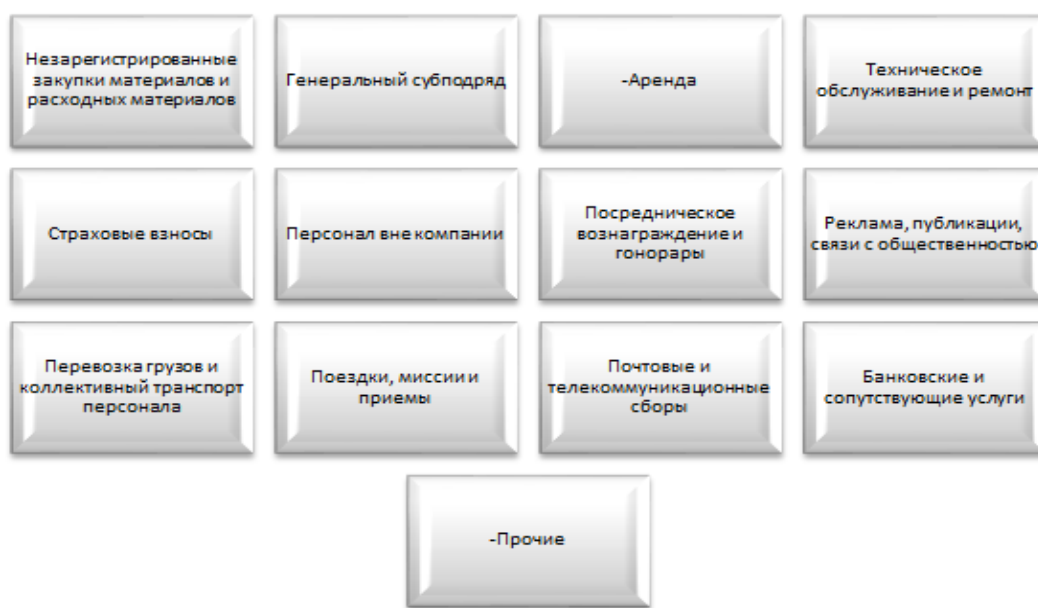 Незарегистрированные
закупки материалов и
расходных материалов
Генеральный субподряд
-Аренда
Техническое
обслуживание и ремонт
Страховые взносы
Персонал вне компании
Посредническое
вознаграждение и
гонорары
Реклама, публикации,
связи с общественностью
Перевозка грузов и
коллективный транспорт
персонала
Поездки, миссии и
приемы
Почтовые и
телекоммуникационные
сборы
Банковские и
сопутствующие услуги
-Прочие